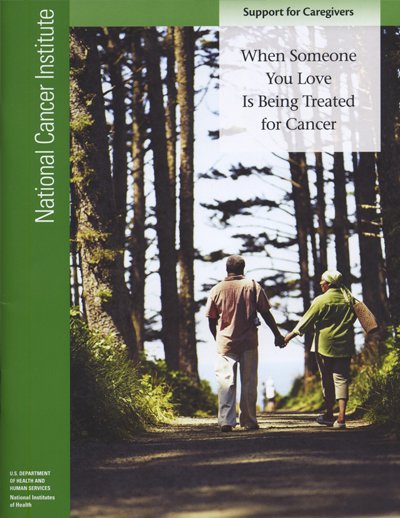 Support for Caregivers
When Someone
You Love
Is Being Treated
for Cancer
National Cancer Institute
U.S. DEPARTMENT
OF HEALTH AND
HUMAN SERVICES
National Institutes
of Health